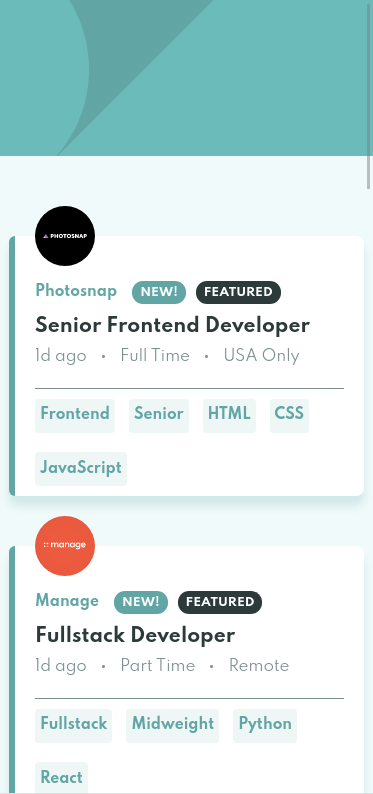 PHOTOSNAP
Photosnap NEW! FEATURED
Senior Frontend Developer
1d ago • Full Time • USA Only
Frontend Senior HTML CSS
JavaScript
:: manage
Manage NEW! FEATURED
Fullstack Developer
1d ago • Part Time • Remote
Fullstack Midweight Python
React